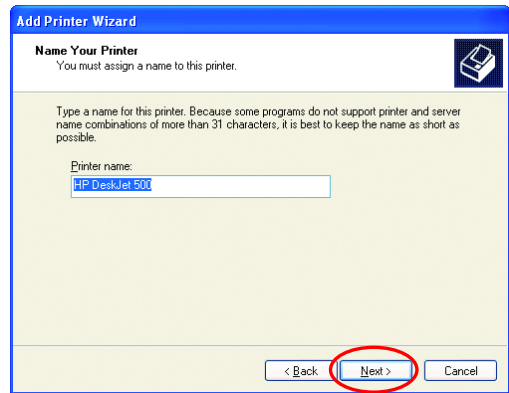 Add Printer Wizard
Name Your Printer
You must assign a name to this printer.
Type a name for this printer. Because some programs do not support printer and server
name combinations of more than 31 characters, it is best to keep the name as short as
possible.
Printer name:
HP DeskJet 500
< Back
Next >
Cancel